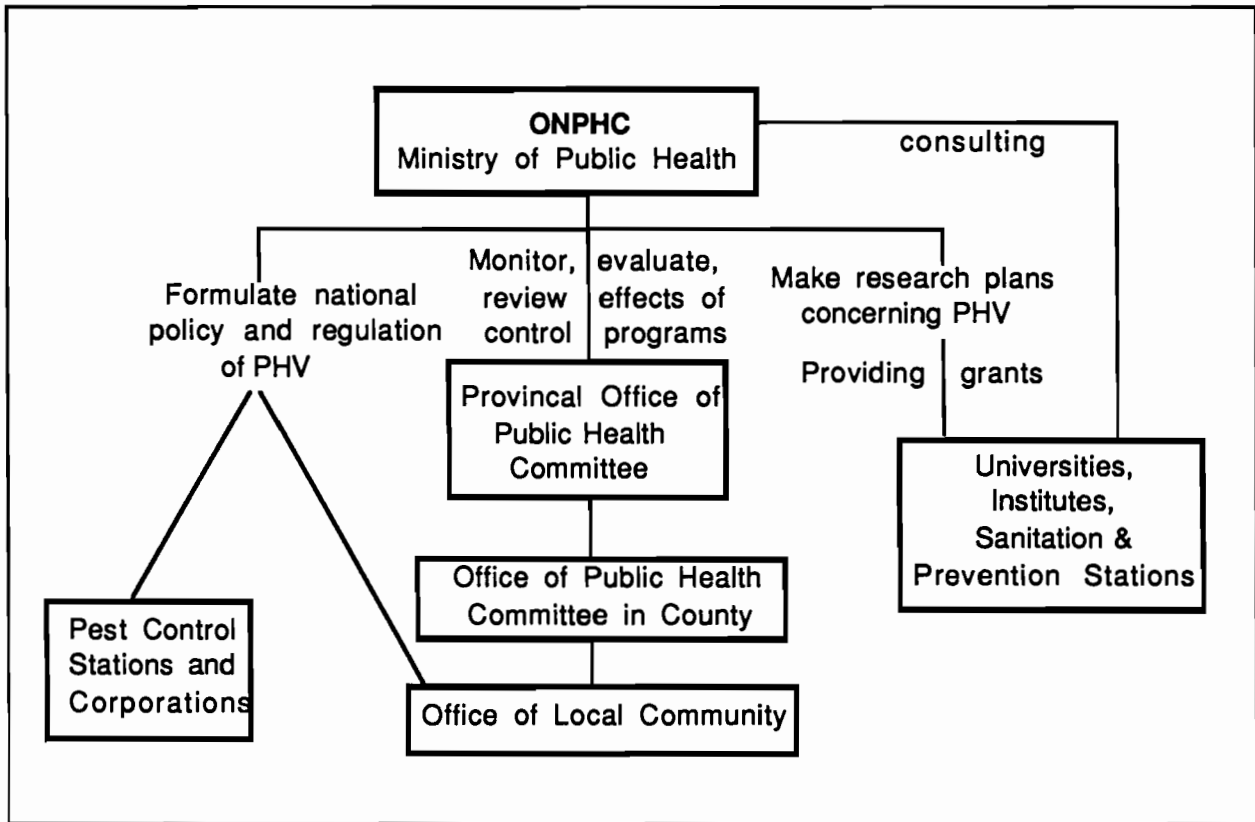 ONPHC
Ministry of Public Health
consulting
Formulate national
policy and regulation
of PHV
Monitor, evaluate,
review effects of
control programs
Make research plans
concerning PHV
Providing grants
Provincal Office of
Public Health
Committee
Universities,
Institutes,
Sanitation &
Prevention Stations
Office of Public Health
Committee in County
Pest Control
Stations and
Corporations
Office of Local Community